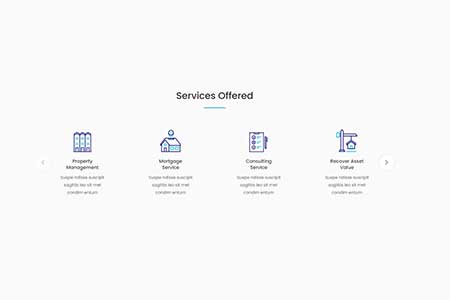 Services Offered
Property
Management
Suspe ndisse suscipit
sagittis leo sit met
condim entum
Mortgage
Service
Suspe ndisse suscipit
sagittis leo sit met
condim entum
Consulting
Service
Suspe ndisse suscipit
sagittis leo sit met
condim entum
Recover Asset
Value
Suspe ndisse suscipit
sagittis leo sit met
condim entum